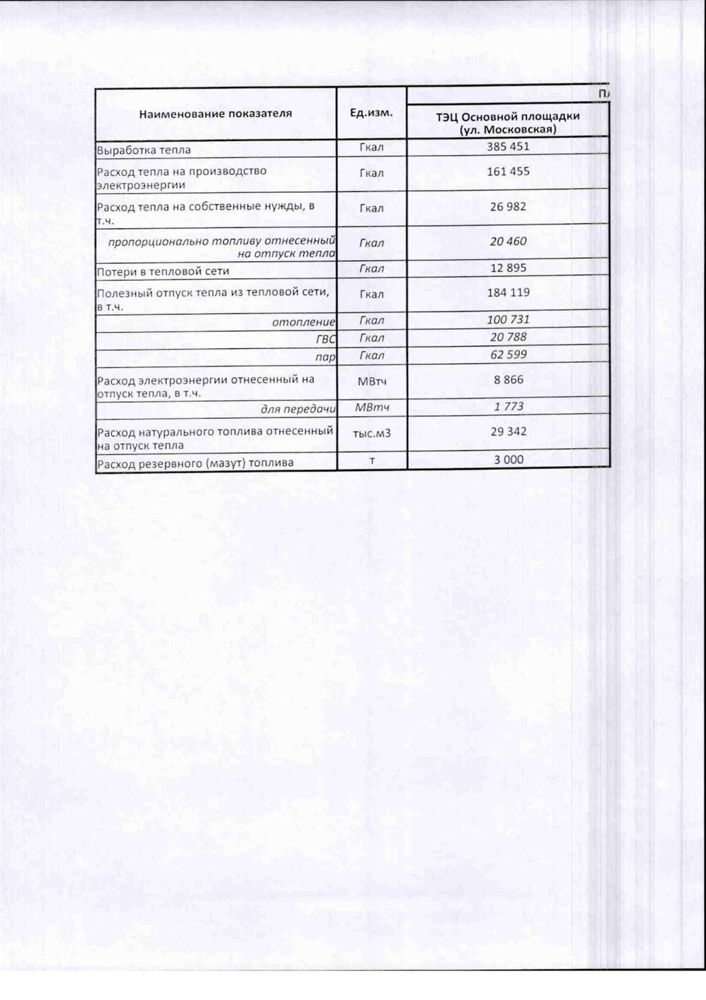 П
Наименование показателя
Ед.изм.
ТЭЦ Основной площадки
(ул. Московская)
Выработка тепла Гкал 385 451
Расход тепла на производство
электроэнергии Гкал 161 455
Расход тепла на собственные нужды, в
т.ч. Гкал 26 982
пропорционально топливу отнесенный
на отпуск тепла Гкал 20 460
Потери в тепловой сети Гкал 12 895
Полезный отпуск тепла из тепловой сети,
в т.ч. Гкал 184 119
отопление Гкал 100 731
ГВС Гкал 20 788
пар Гкал 62 599
Расход электроэнергии отнесенный на
отпуск тепла, в т.ч. МВтч 8 866
для передачи МВтч 1 773
Расход натурального топлива отнесенный
на отпуск тепла тыс.м3 29 342
Расход резервного (мазут) топлива т 3 000